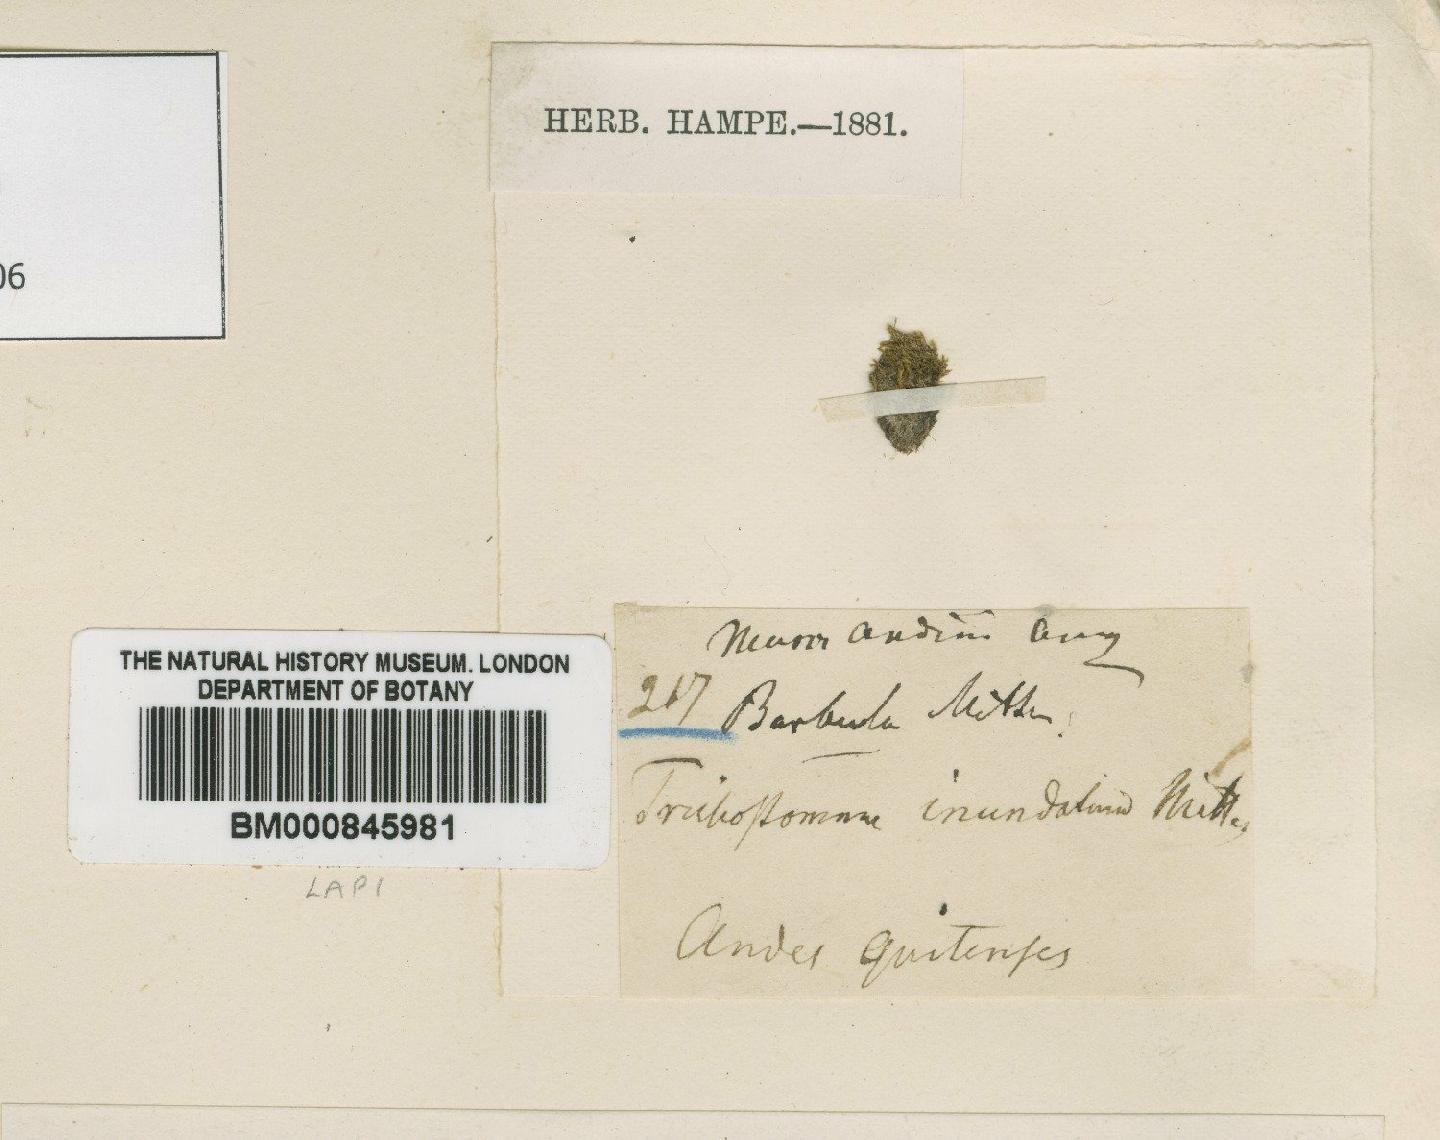 06
HERB. HAMPE.—1881.
THE NATURAL HISTORY MUSEUM. LONDON
DEPARTMENT OF BOTANY
BM000845981
LAPI
217 Barbula Mitten.
Trichostomum inundatum Mitt.
Andes quitenses